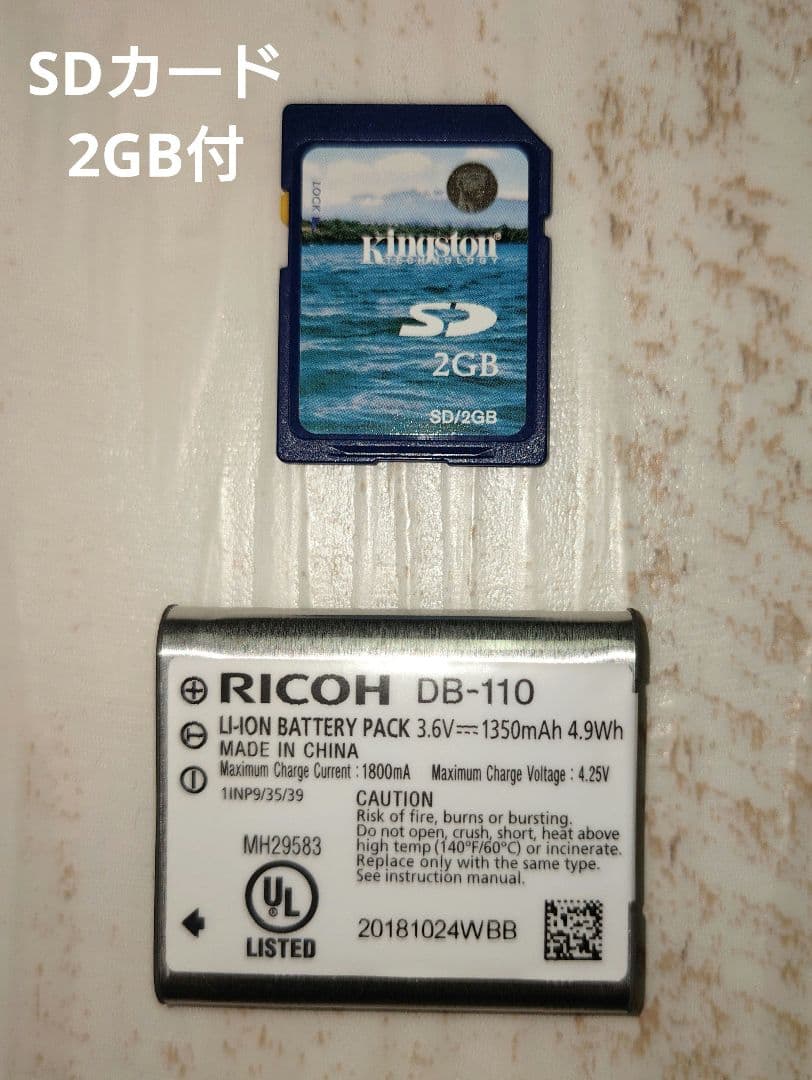 SDカード
2GB付
LOCK
Kingston
TECHNOLOGY
SD
2GB
SD/2GB
RICOH DB-110
LI-ION BATTERY PACK 3.6V 1350mAh 4.9Wh
MADE IN CHINA
Maximum Charge Current : 1800mA Maximum Charge Voltage : 4.25V
1INP9/35/39
CAUTION
Risk of fire, burns or bursting.
Do not open, crush, short, heat above
high temp (140°F/60°C) or incinerate.
Replace only with the same type.
See instruction manual.
MH29583
UL
LISTED
20181024WBB